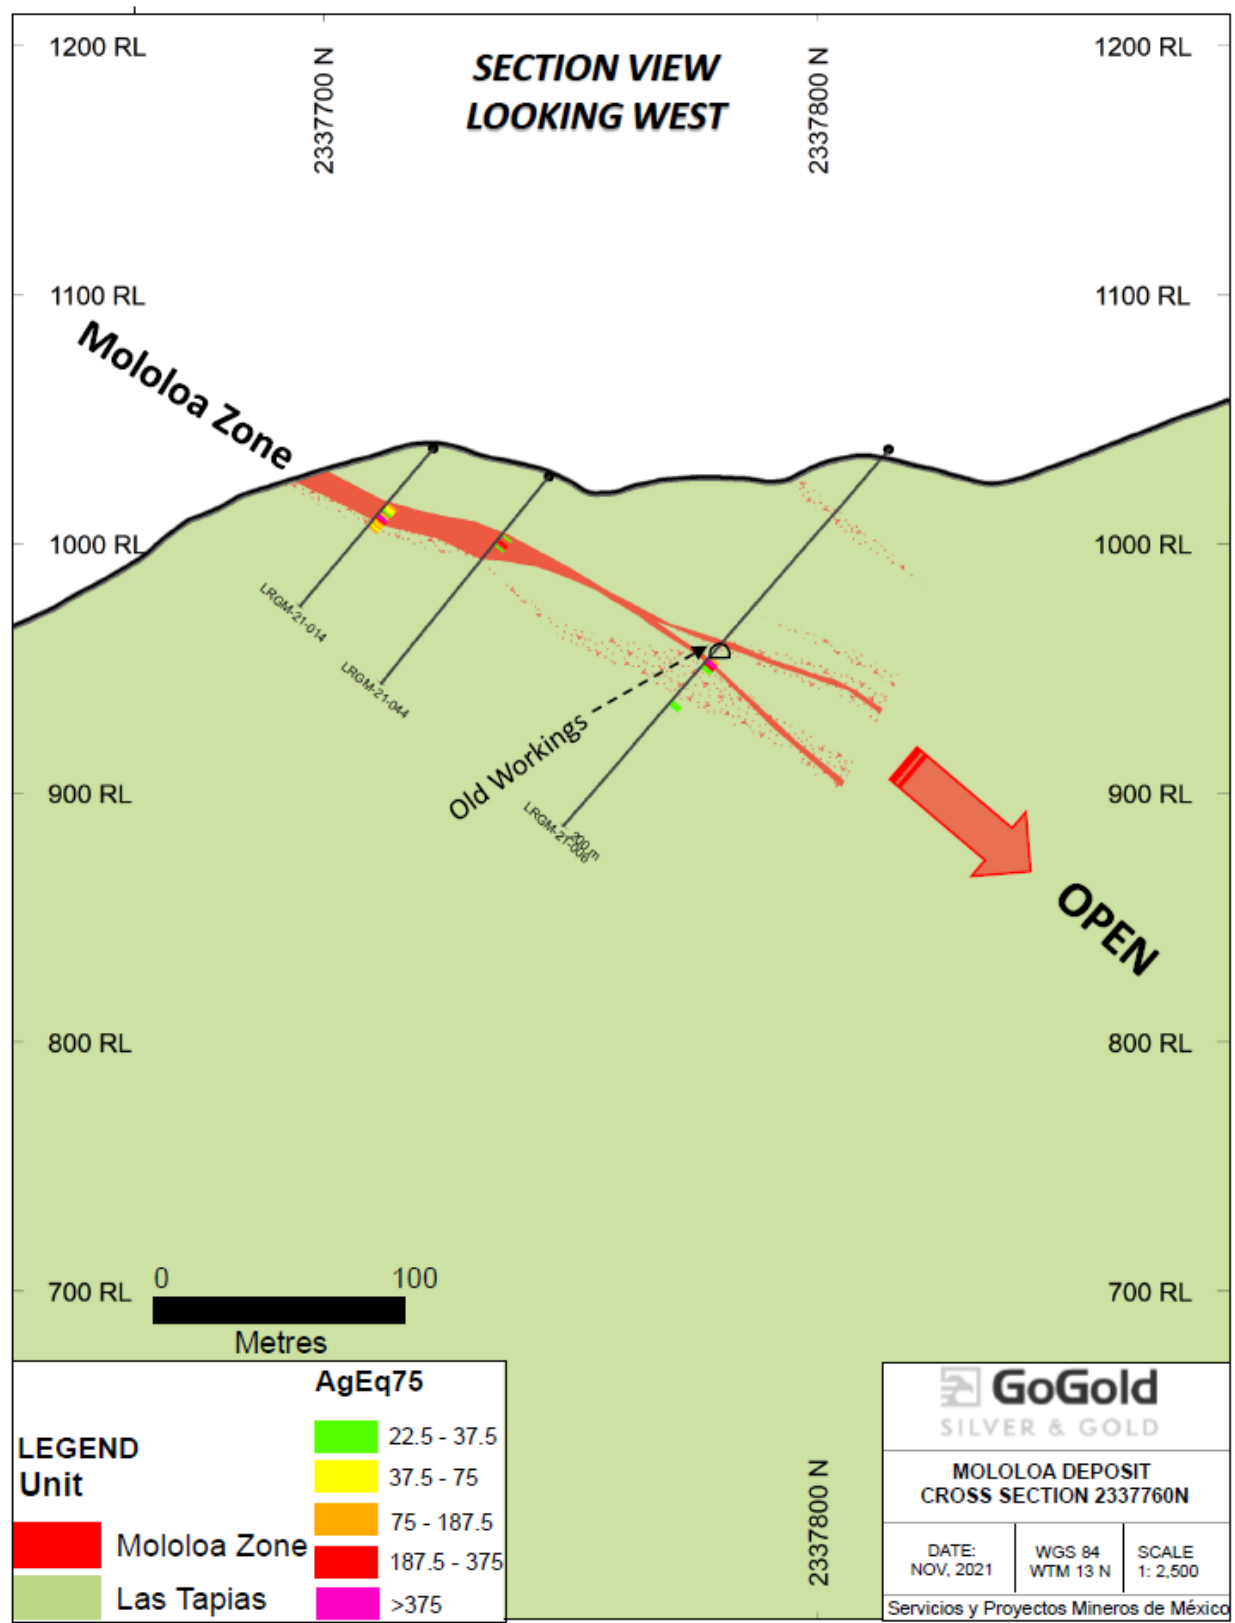 1200 RL
2337700 N
SECTION VIEW
LOOKING WEST
2337800 N
1200 RL
1100 RL
1100 RL
Mololoa Zone
1000 RL
1000 RL
LRGM-21-014
LRGM-21-044
Old Workings
900 RL
900 RL
LRGM-21-006
200 m
OPEN
800 RL
800 RL
0 100
700 RL
700 RL
Metres
LEGEND
Unit
Mololoa Zone
Las Tapias
AgEq75
22.5 - 37.5
37.5 - 75
75 - 187.5
187.5 - 375
>375
2337800 N
GoGold
SILVER & GOLD
MOLOLOA DEPOSIT
CROSS SECTION 2337760N
DATE:
NOV, 2021
WGS 84
WTM 13 N
SCALE
1: 2,500
Servicios y Proyectos Mineros de México